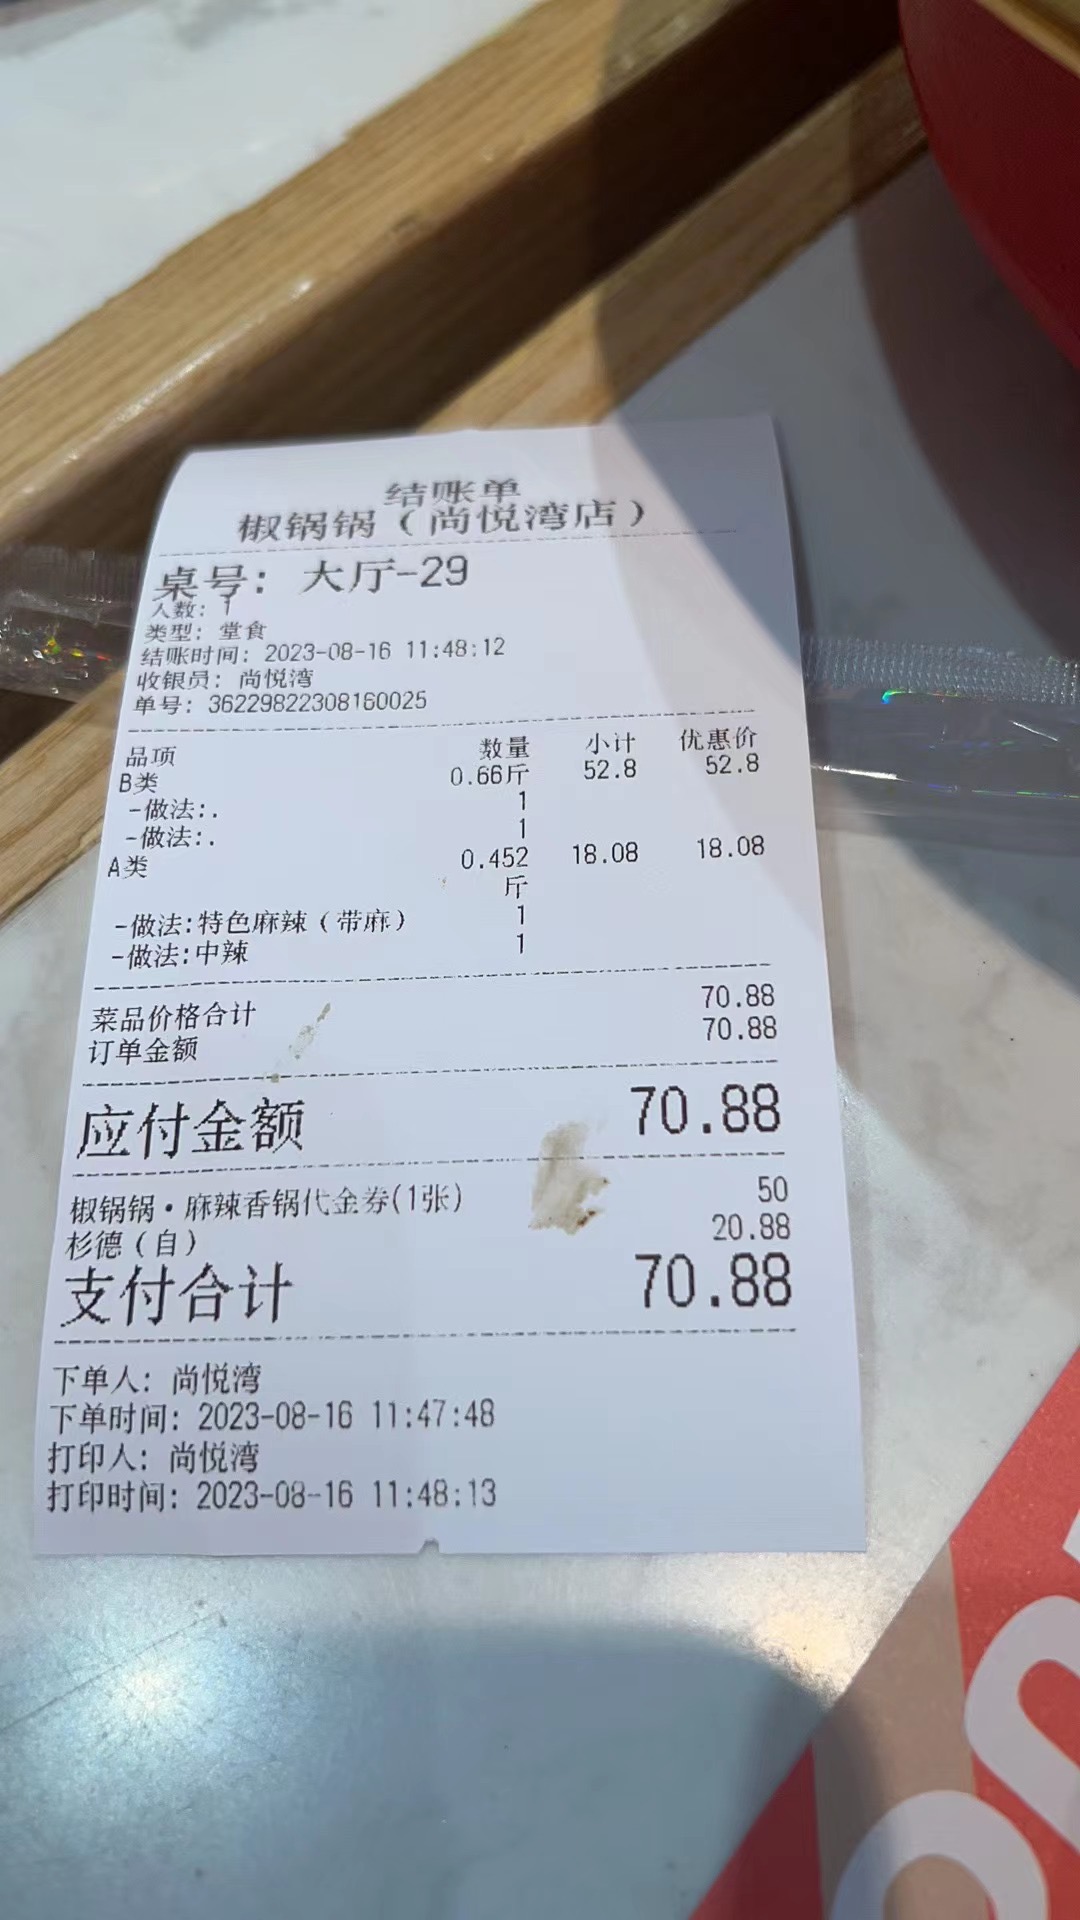 结账单
椒锅锅（尚悦湾店）
桌号：大厅-29
人数：1
类型：堂食
结账时间：2023-08-16 11:48:12
收银员：尚悦湾
单号：36229822308160025
品项 数量 小计 优惠价
B类 0.66斤 52.8 52.8
-做法:. 1
-做法:. 1
A类 0.452 18.08 18.08
斤
-做法:特色麻辣（带麻） 1
-做法:中辣 1
菜品价格合计 70.88
订单金额 70.88
应付金额 70.88
椒锅锅·麻辣香锅代金券(1张) 50
杉德（自） 20.88
支付合计 70.88
下单人：尚悦湾
下单时间：2023-08-16 11:47:48
打印人：尚悦湾
打印时间：2023-08-16 11:48:13